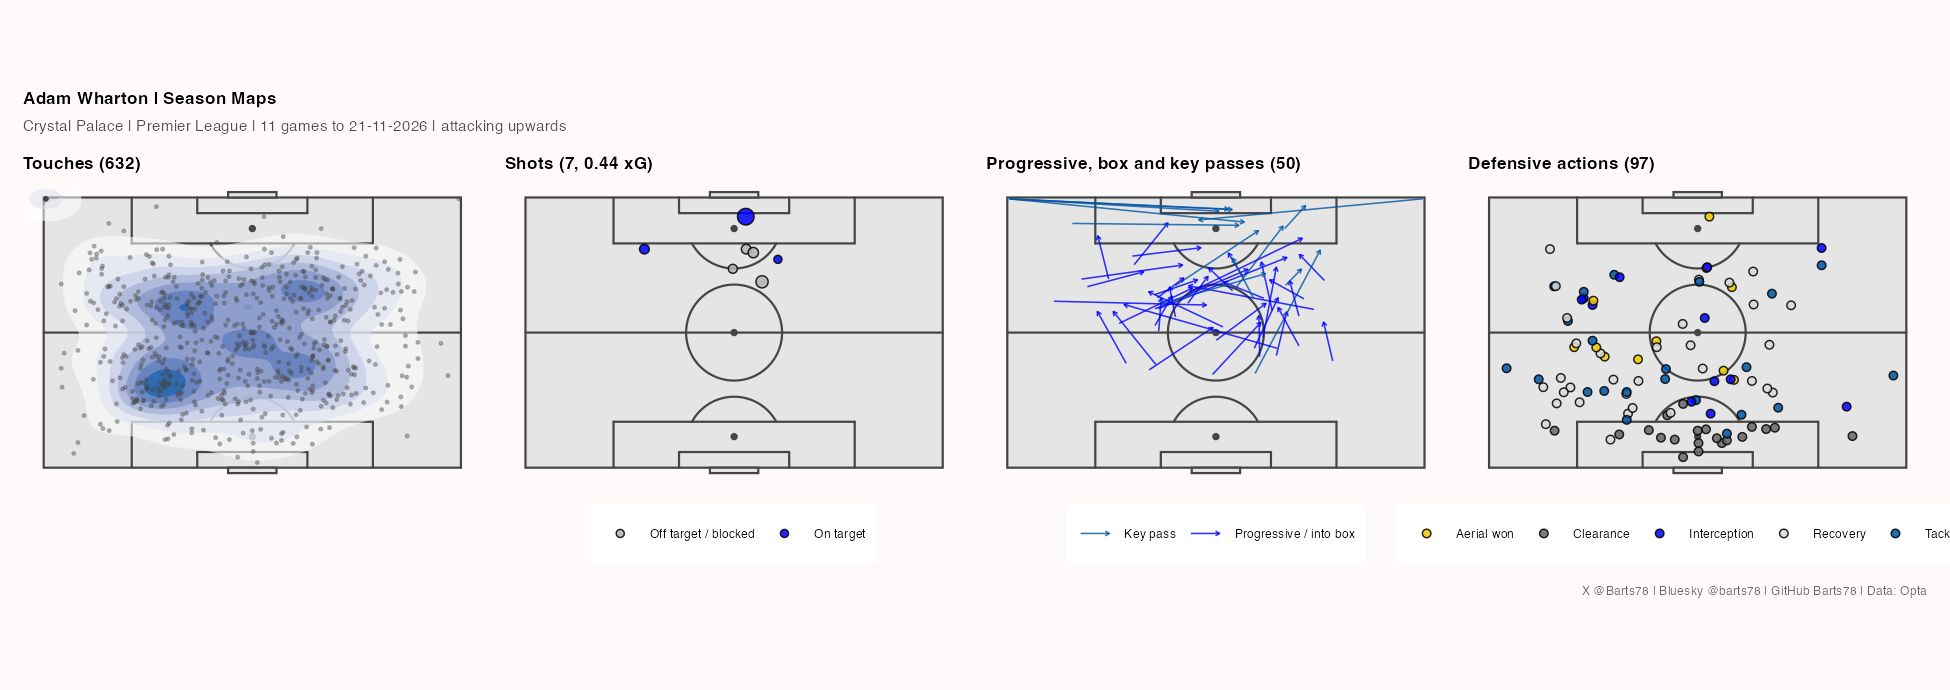 Adam Wharton | Season Maps
Crystal Palace | Premier League | 11 games to 21-11-2026 | attacking upwards
Touches (632)
Shots (7, 0.44 xG)
Progressive, box and key passes (50)
Defensive actions (97)
Off target / blocked
On target
Key pass
Progressive / into box
Aerial won
Clearance
Interception
Recovery
Tack
X @Barts78 | Bluesky @barts78 | GitHub Barts78 | Data: Opta